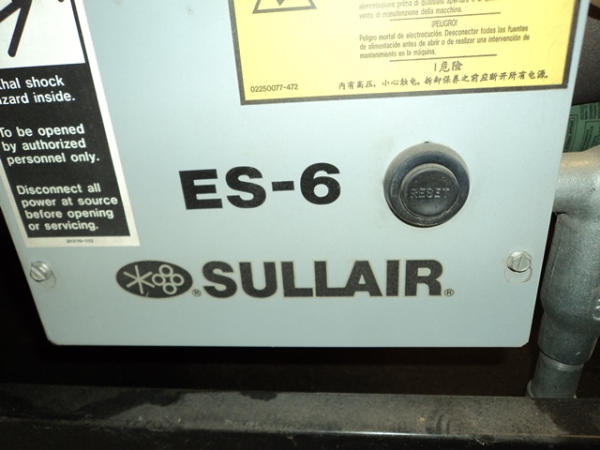 thal shock
zard inside.
To be opened
by authorized
personnel only.
Disconnect all
power at source
before opening
or servicing.
alimentazione prima di qualsiasi
vento di manutenzione della macchina.
¡PELIGRO!
Peligro mortal de electrocución. Desconectar todas las fuentes
de alimentación antes de abrir o de realizar una intervención de
mantenimiento en la máquina.
! 危险
内有高压，小心触电。拆卸保养之前应断开所有电源。
02250077-472
ES-6
RESET
® SULLAIR ®